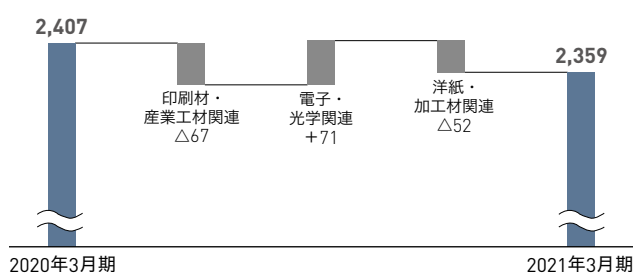 2,407
印刷材・
産業工材関連
△67
電子・
光学関連
+71
洋紙・
加工材関連
△52
2,359
2020年3月期
2021年3月期